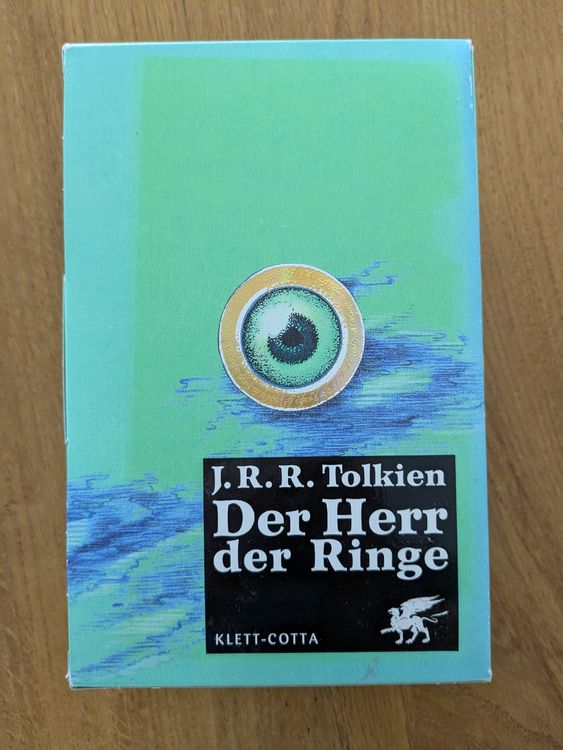 J. R. R. Tolkien
Der Herr
der Ringe
KLETT-COTTA